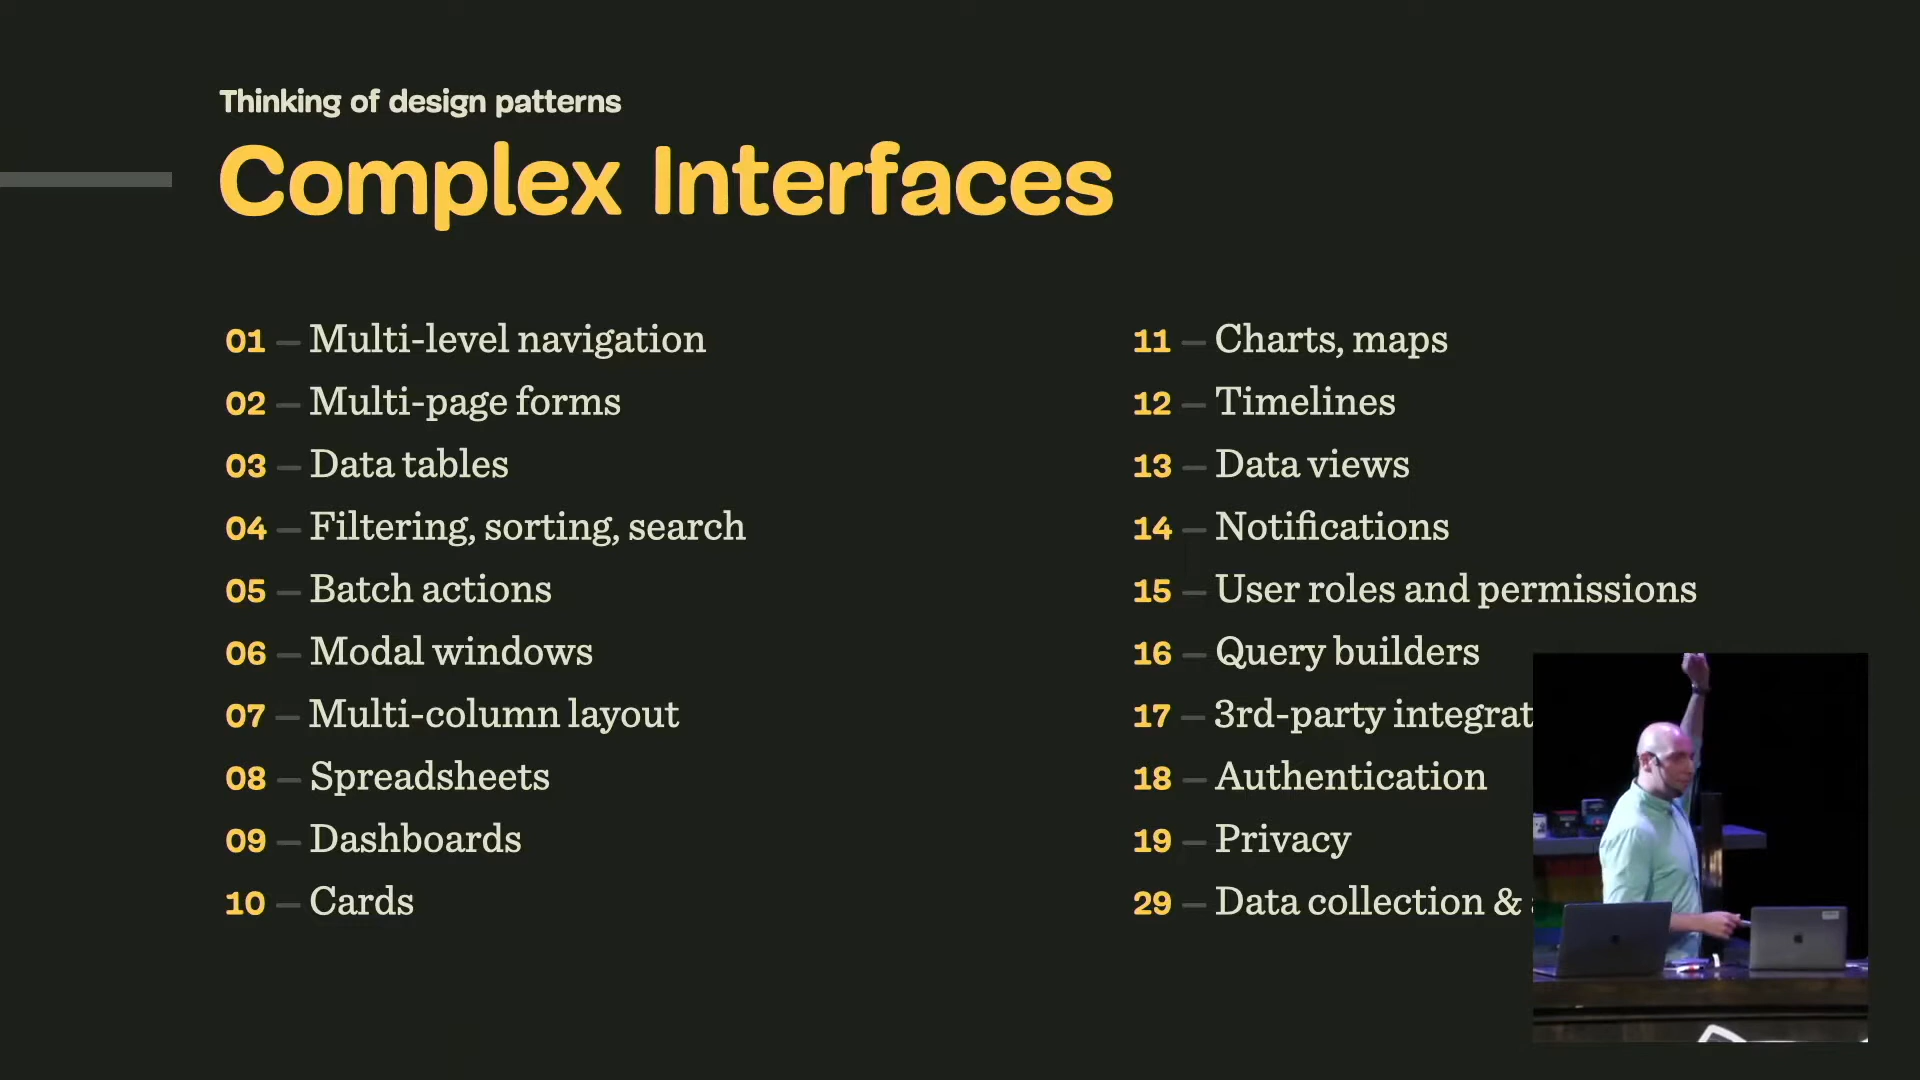 Thinking of design patterns
Complex Interfaces
01 — Multi-level navigation
02 — Multi-page forms
03 — Data tables
04 — Filtering, sorting, search
05 — Batch actions
06 — Modal windows
07 — Multi-column layout
08 — Spreadsheets
09 — Dashboards
10 — Cards
11 — Charts, maps
12 — Timelines
13 — Data views
14 — Notifications
15 — User roles and permissions
16 — Query builders
17 — 3rd-party integrat
18 — Authentication
19 — Privacy
29 — Data collection &